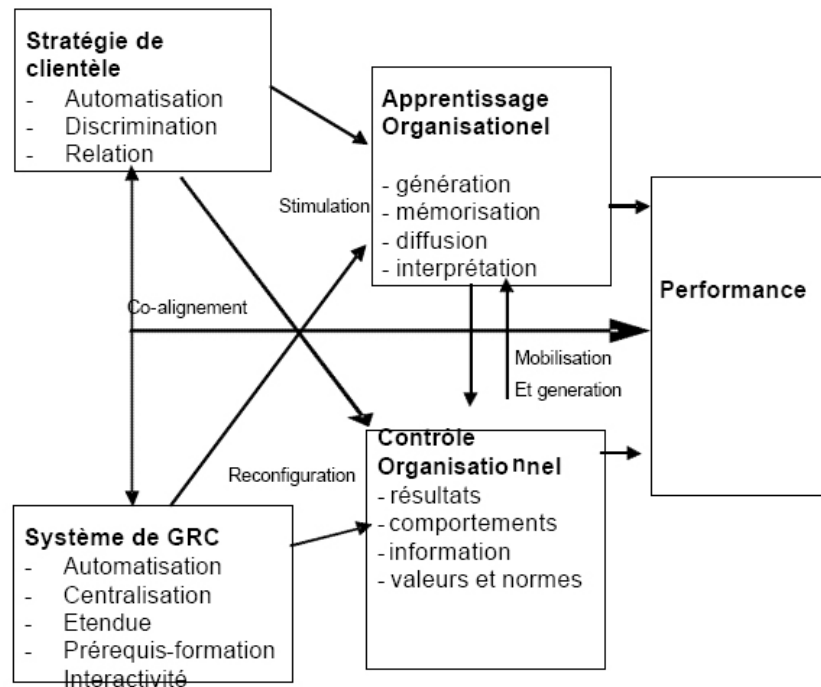 Stratégie de
clientèle
- Automatisation
- Discrimination
- Relation
Apprentissage
Organisationel
- génération
- mémorisation
- diffusion
- interprétation
Stimulation
Performance
Co-alignement
Mobilisation
Et generation
Reconfiguration
Contrôle
Organisationnel
- résultats
- comportements
- information
- valeurs et normes
Système de GRC
- Automatisation
- Centralisation
- Etendue
- Prérequis-formation
Interactivité